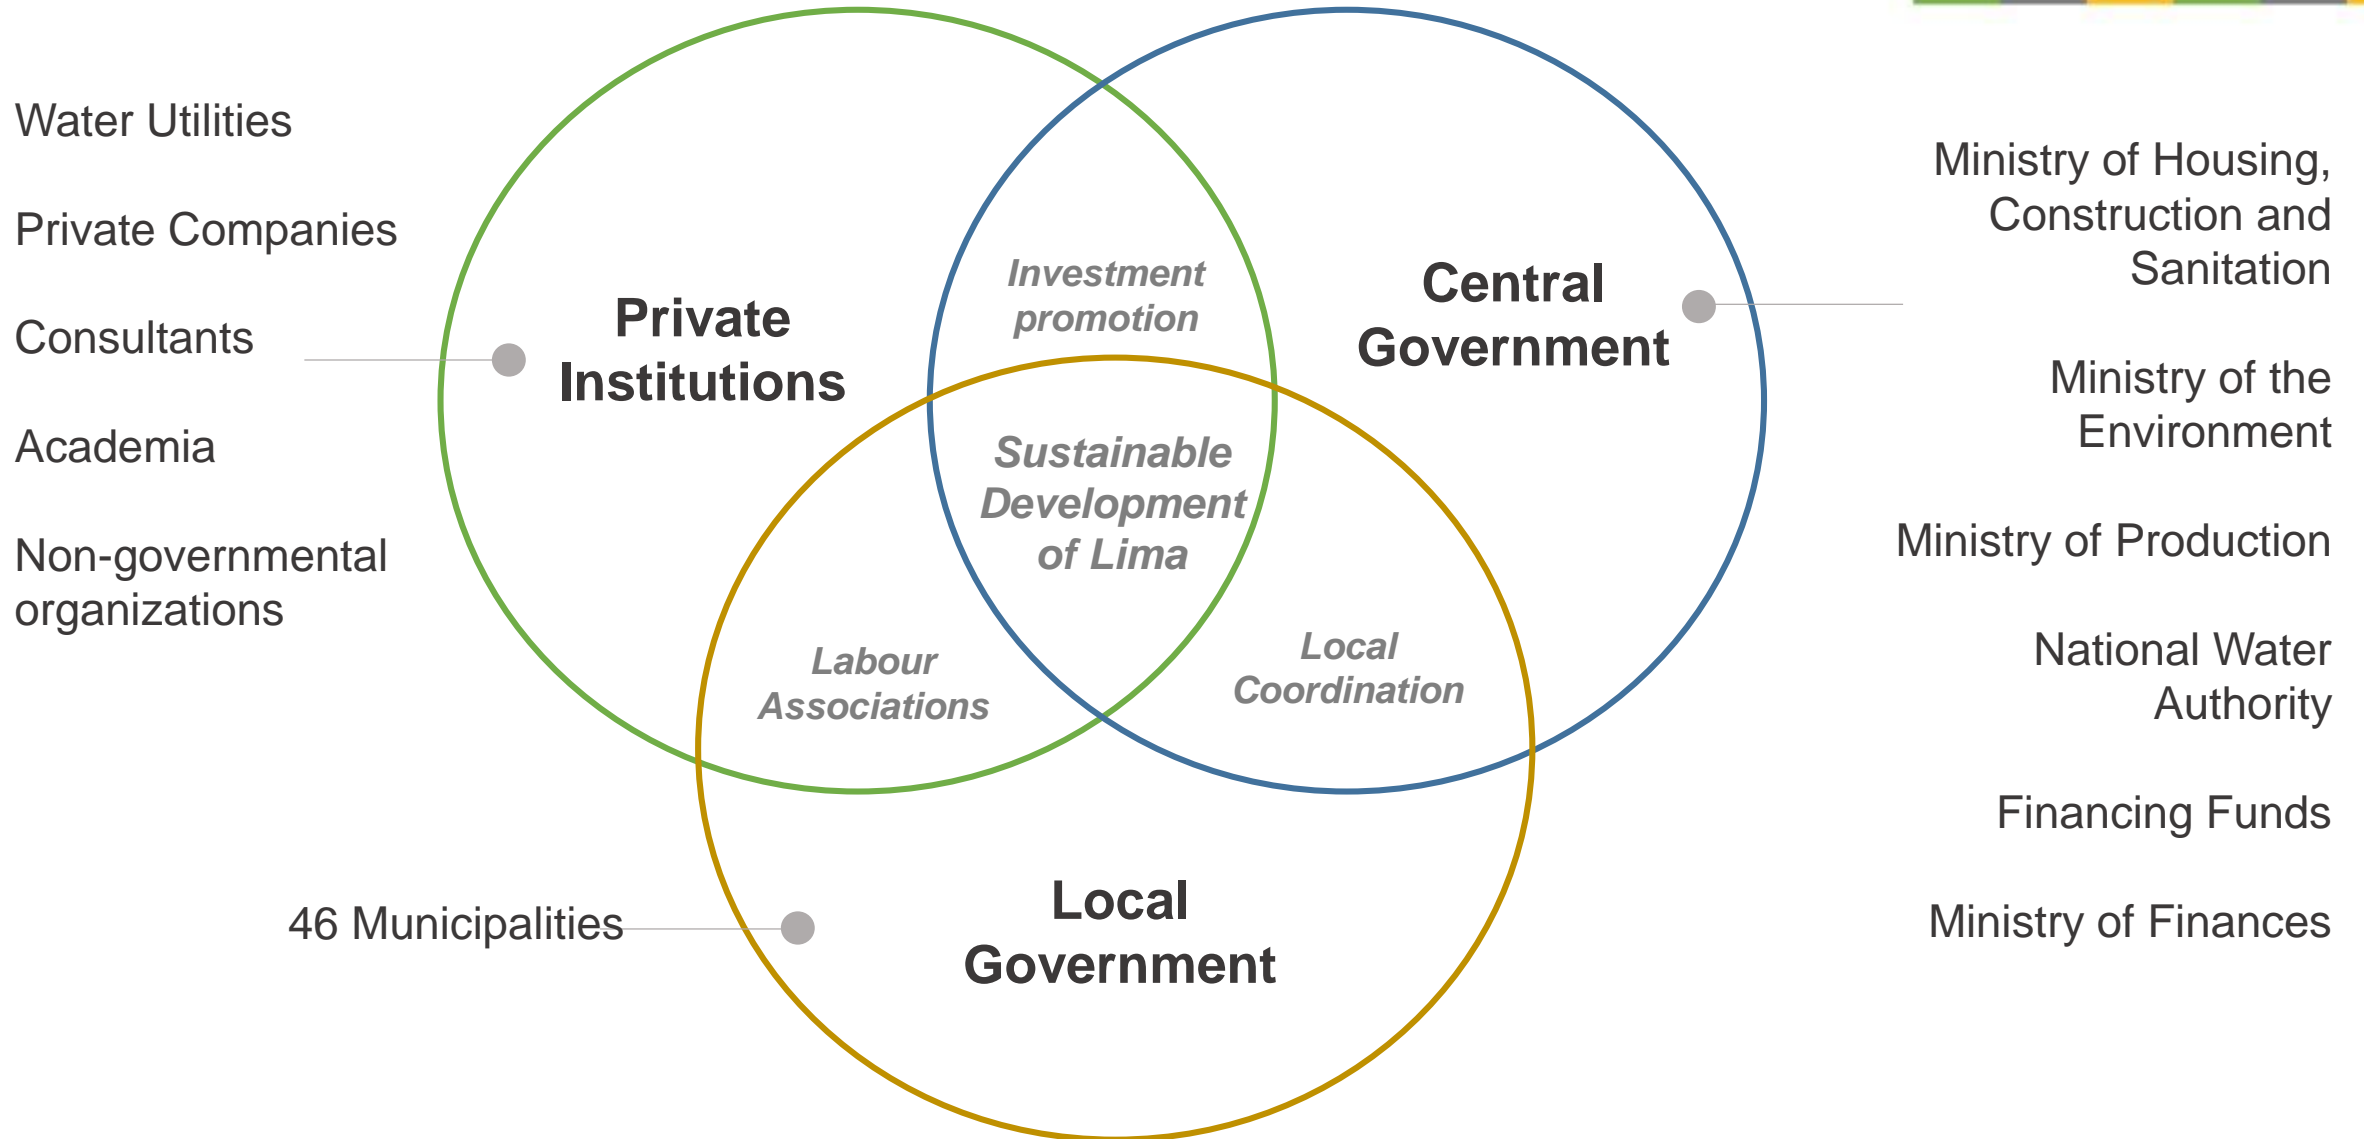 Water Utilities
Private Companies
Consultants
Academia
Non-governmental
organizations
Private
Institutions
Investment
promotion
Central
Government
Ministry of Housing,
Construction and
Sanitation
Ministry of the
Environment
Ministry of Production
National Water
Authority
Financing Funds
Ministry of Finances
Sustainable
Development
of Lima
Labour
Associations
Local
Coordination
46 Municipalities
Local
Government